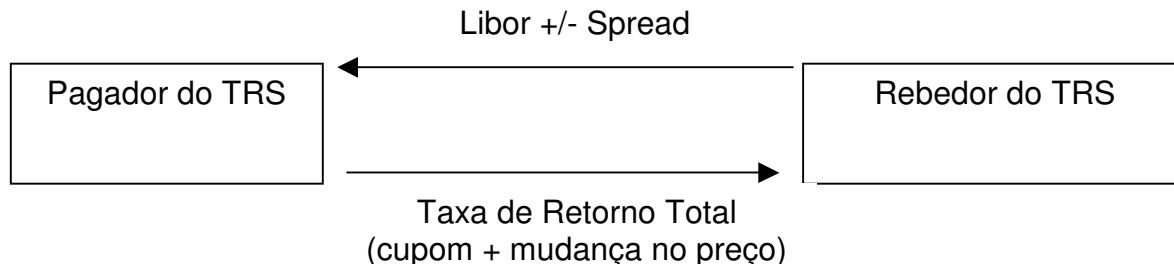 Libor +/- Spread
Pagador do TRS
Rebedor do TRS
Taxa de Retorno Total
(cupom + mudança no preço)